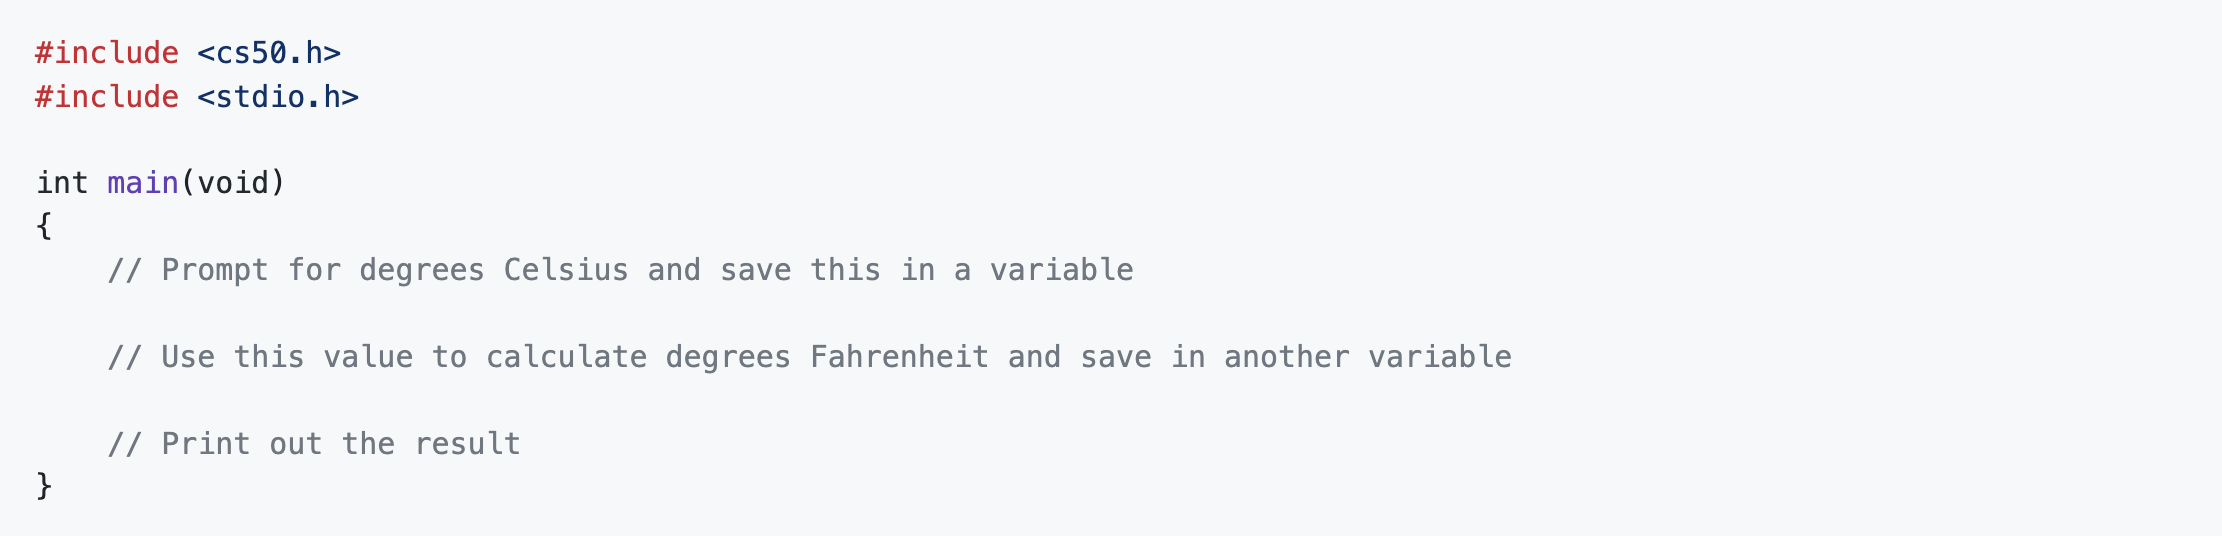 #include <cs50.h>
#include <stdio.h>

int main(void)
{
    // Prompt for degrees Celsius and save this in a variable

    // Use this value to calculate degrees Fahrenheit and save in another variable

    // Print out the result
}